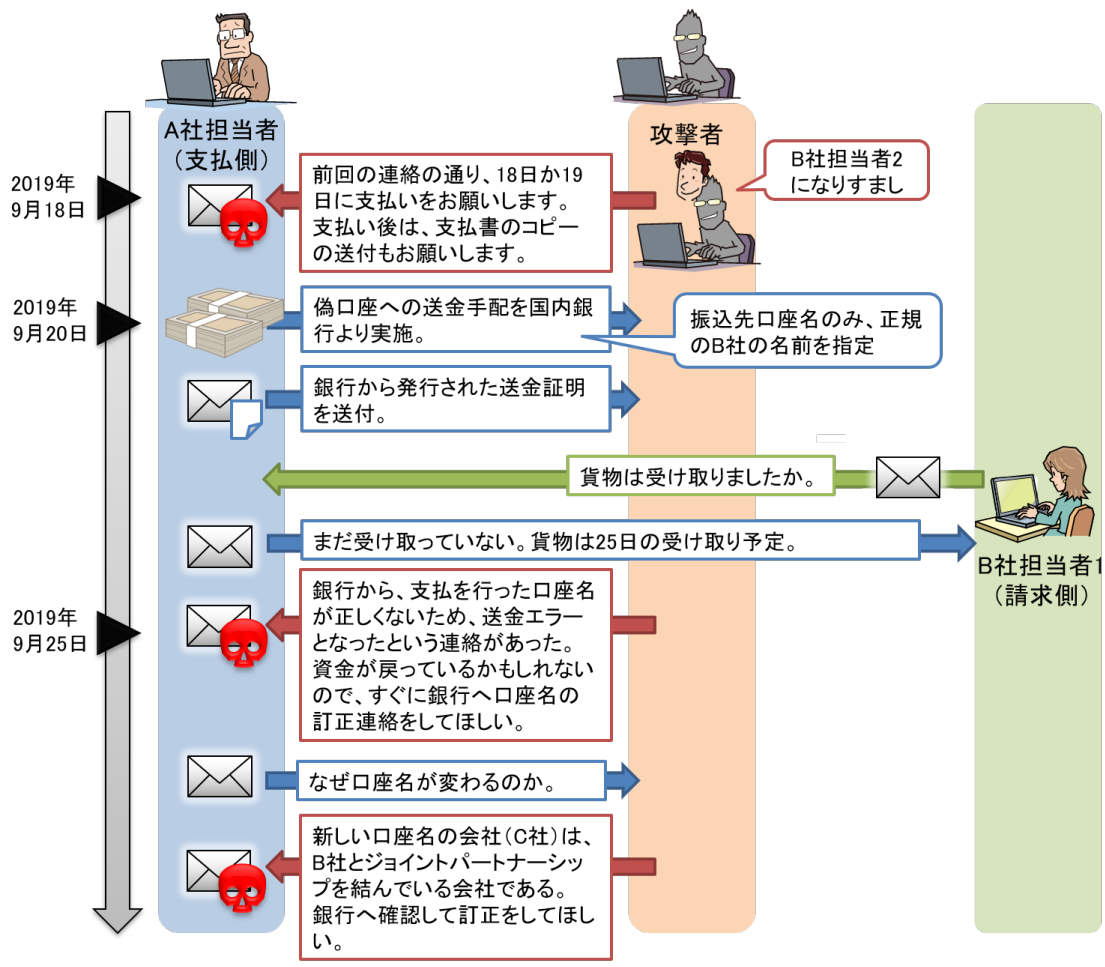 A社担当者
（支払側）
攻撃者
B社担当者2
になりすまし
2019年
9月18日
前回の連絡の通り、18日か19
日に支払いをお願いします。
支払い後は、支払書のコピー
の送付もお願いします。
2019年
9月20日
偽口座への送金手配を国内銀
行より実施。
振込先口座名のみ、正規
のB社の名前を指定
銀行から発行された送金証明
を送付。
貨物は受け取りましたか。
まだ受け取っていない。貨物は25日の受け取り予定。
B社担当者1
（請求側）
2019年
9月25日
銀行から、支払を行った口座名
が正しくないため、送金エラー
となったという連絡があった。
資金が戻っているかもしれない
ので、すぐに銀行へ口座名の
訂正連絡をしてほしい。
なぜ口座名が変わるのか。
新しい口座名の会社（C社）は、
B社とジョイントパートナーシッ
プを結んでいる会社である。
銀行へ確認して訂正をしてほし
い。